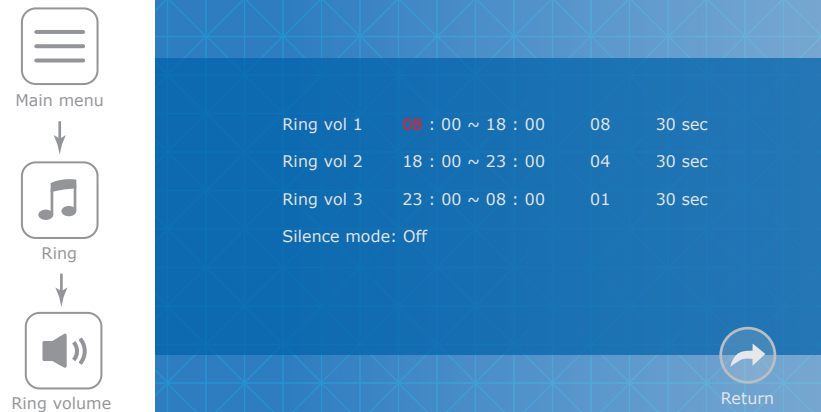 Main menu
Ring
Ring volume
Ring vol 1 08 : 00 ~ 18 : 00 08 30 sec
Ring vol 2 18 : 00 ~ 23 : 00 04 30 sec
Ring vol 3 23 : 00 ~ 08 : 00 01 30 sec
Silence mode: Off
Return